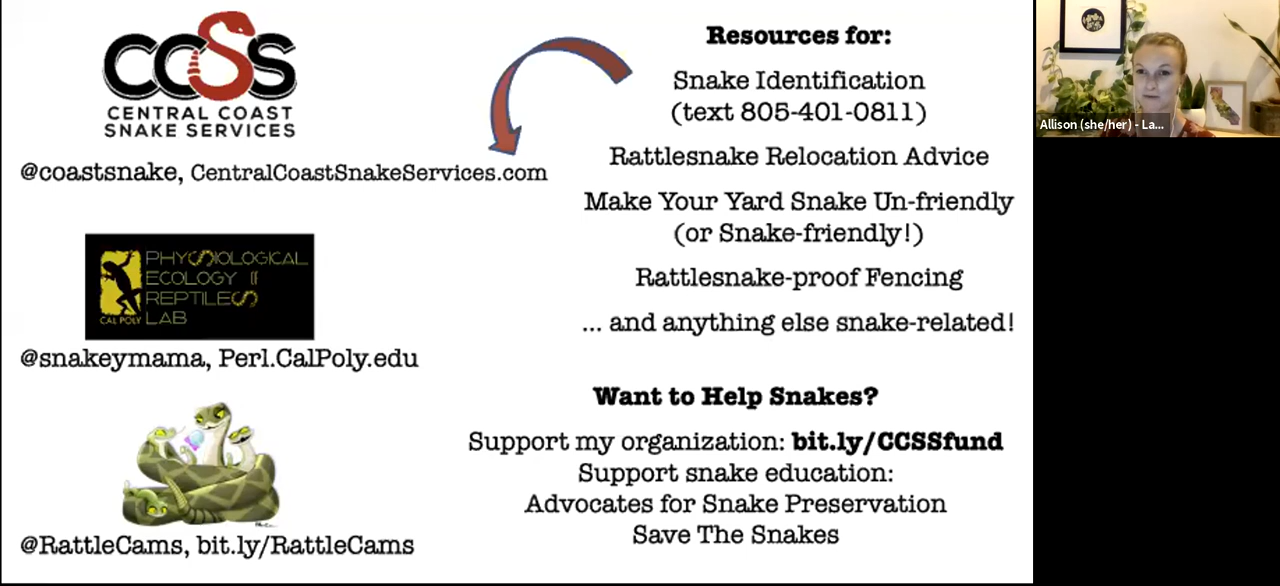 CCSS
CENTRAL COAST
SNAKE SERVICES
@coastsnake, CentralCoastSnakeServices.com
PHYSIOLOGICAL
ECOLOGY of
REPTILES
LAB
CAL POLY
@snakeymama, Perl.CalPoly.edu
@RattleCams, bit.ly/RattleCams
Resources for:
Snake Identification
(text 805-401-0811)
Rattlesnake Relocation Advice
Make Your Yard Snake Un-friendly
(or Snake-friendly!)
Rattlesnake-proof Fencing
... and anything else snake-related!
Want to Help Snakes?
Support my organization: bit.ly/CCSSfund
Support snake education:
Advocates for Snake Preservation
Save The Snakes
Allison (she/her) - La...